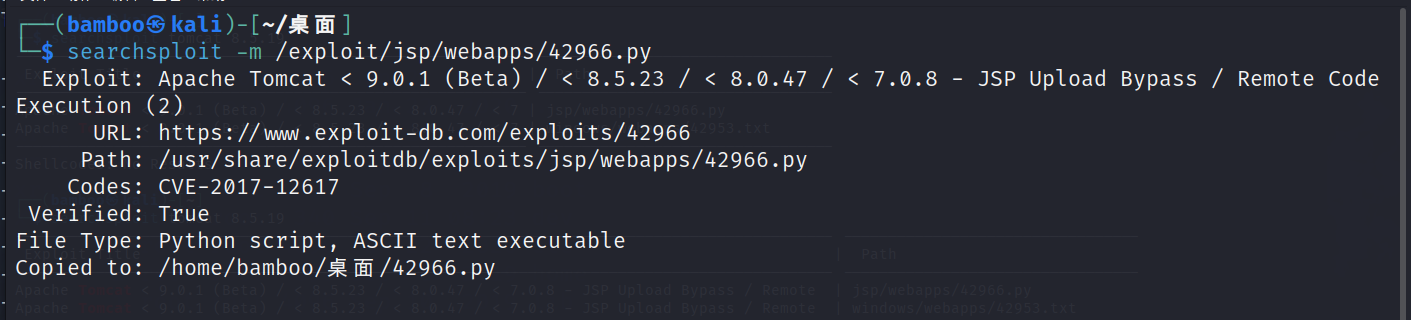 ┌──(bamboo㉿kali)-[~/桌面]
└─$ searchsploit -m /exploit/jsp/webapps/42966.py
Exploit: Apache Tomcat < 9.0.1 (Beta) / < 8.5.23 / < 8.0.47 / < 7.0.8 - JSP Upload Bypass / Remote Code
Execution (2)
URL: https://www.exploit-db.com/exploits/42966
Path: /usr/share/exploitdb/exploits/jsp/webapps/42966.py
Codes: CVE-2017-12617
Verified: True
File Type: Python script, ASCII text executable
Copied to: /home/bamboo/桌面/42966.py